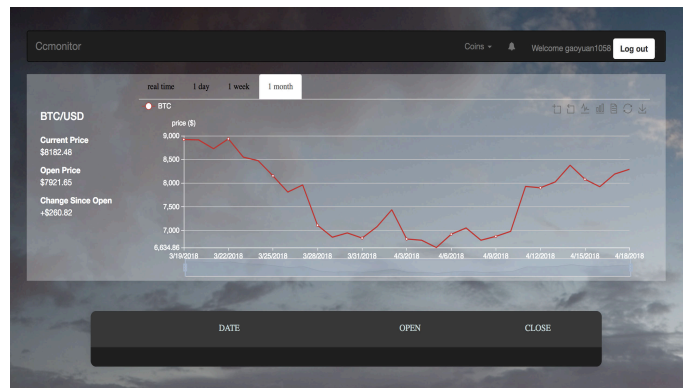 Ccmonitor
Coins
Welcome gaoyuan1058
Log out
real time
1 day
1 week
1 month
BTC
BTC/USD
Current Price
$8182.48
Open Price
$7921.65
Change Since Open
+$260.82
price ($)
9,000
8,500
8,000
7,500
7,000
6,634.86
3/19/2018
3/22/2018
3/25/2018
3/28/2018
3/31/2018
4/3/2018
4/6/2018
4/9/2018
4/12/2018
4/15/2018
4/18/2018
DATE
OPEN
CLOSE